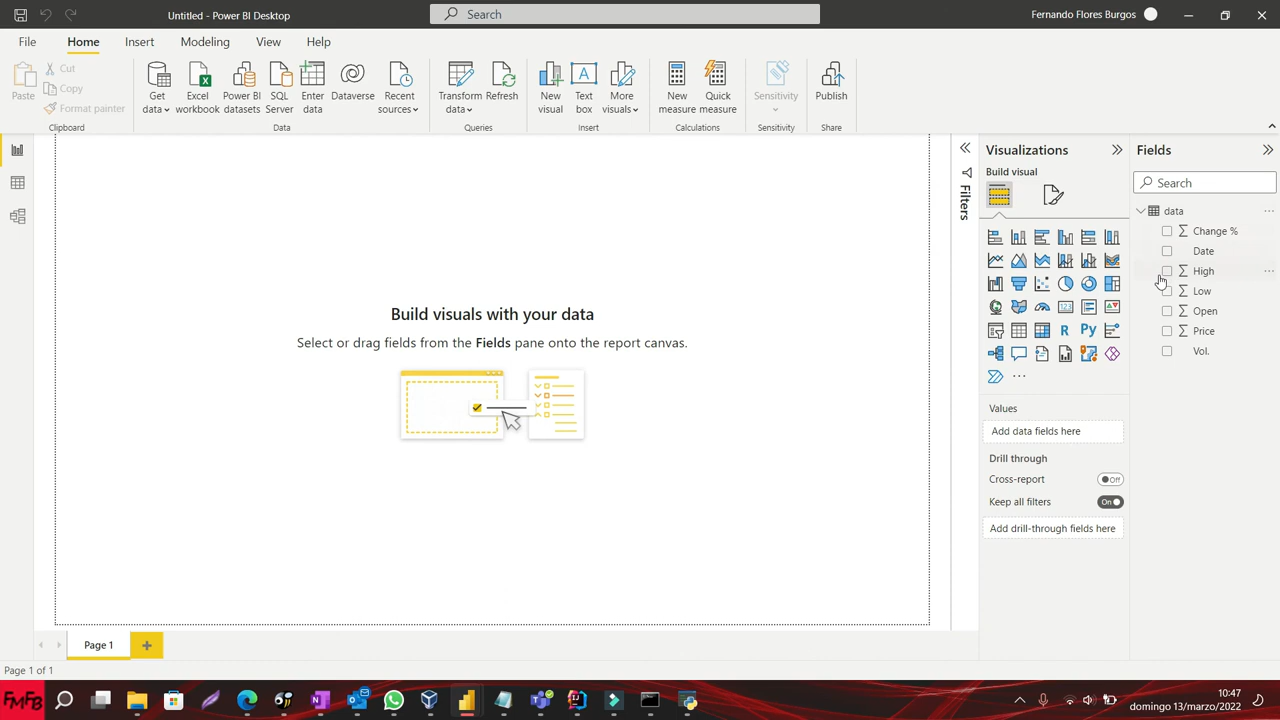 Untitled - Power BI Desktop
Search
Fernando Flores Burgos
File Home Insert Modeling View Help
Paste
Cut
Copy
Format painter
Clipboard
Get data
Excel workbook
Power BI datasets
SQL Server
Enter data
Dataverse
Recent sources
Data
Transform data
Refresh
Queries
New visual
Text box
More visuals
Insert
New measure
Quick measure
Calculations
Sensitivity
Sensitivity
Publish
Share
Build visuals with your data
Select or drag fields from the Fields pane onto the report canvas.
Filters
Visualizations
Build visual
R
Py
123
Values
Add data fields here
Drill through
Cross-report
Off
Keep all filters
On
Add drill-through fields here
Fields
Search
data
Change %
Date
High
Low
Open
Price
Vol.
Page 1
Page 1 of 1
FMFB
10:47
domingo 13/marzo/2022